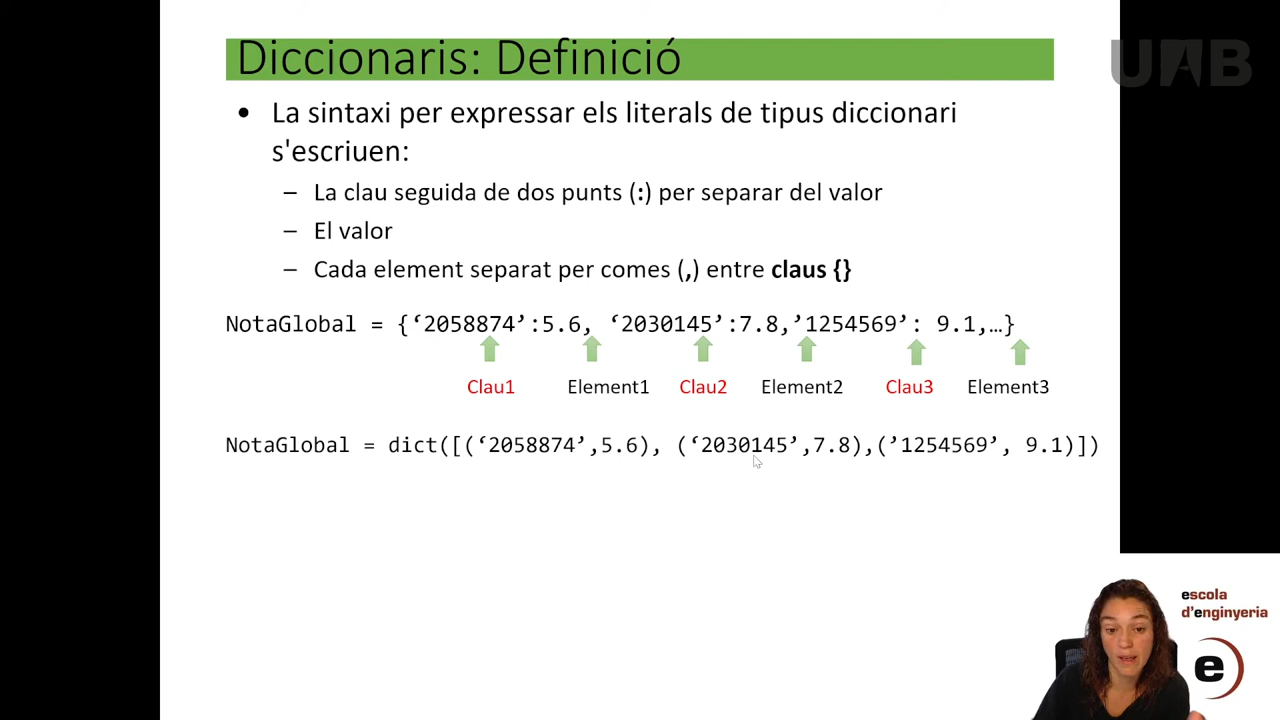 Diccionaris: Definició
UAB
• La sintaxi per expressar els literals de tipus diccionari
s'escriuen:
– La clau seguida de dos punts (:) per separar del valor
– El valor
– Cada element separat per comes (,) entre claus {}
NotaGlobal = {‘2058874’:5.6, ‘2030145’:7.8,’1254569’: 9.1,…}
Clau1 Element1 Clau2 Element2 Clau3 Element3
NotaGlobal = dict([(‘2058874’,5.6), (‘2030145’,7.8),(’1254569’, 9.1)])
escola
d'enginyeria
e